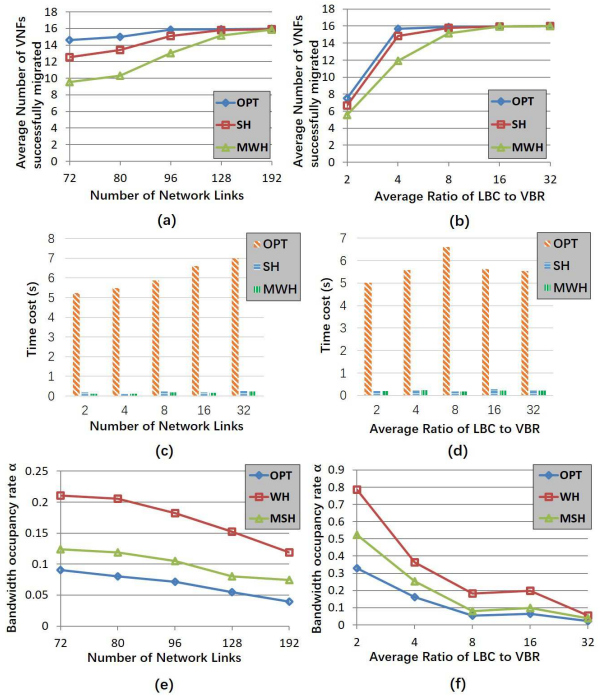 Average Number of VNFs
successfully migrated
18
16
14
12
10
8
6
4
2
0
72 80 96 128 192
Number of Network Links
OPT
SH
MWH
(a)
Average Number of VNFs
successfully migrated
18
16
14
12
10
8
6
4
2
0
2 4 8 16 32
Average Ratio of LBC to VBR
OPT
SH
MWH
(b)
Time cost (s)
8
7
6
5
4
3
2
1
0
2 4 8 16 32
Number of Network Links
OPT
SH
MWH
(c)
Time cost (s)
7
6
5
4
3
2
1
0
2 4 8 16 32
Average Ratio of LBC to VBR
OPT
SH
MWH
(d)
Bandwidth occupancy rate α
0.25
0.2
0.15
0.1
0.05
0
72 80 96 128 192
Number of Network Links
OPT
WH
MSH
(e)
Bandwidth occupancy rate α
0.9
0.8
0.7
0.6
0.5
0.4
0.3
0.2
0.1
0
2 4 8 16 32
Average Ratio of LBC to VBR
OPT
WH
MSH
(f)